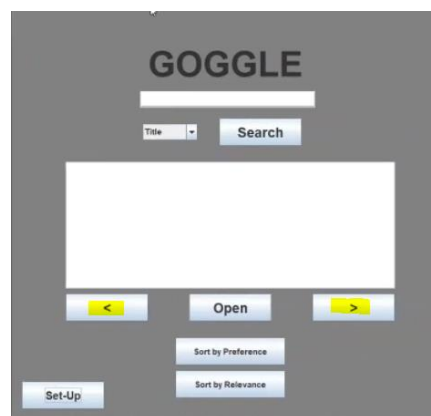 GOGGLE
Title Search
< Open >
Sort by Preference
Sort by Relevance
Set-Up